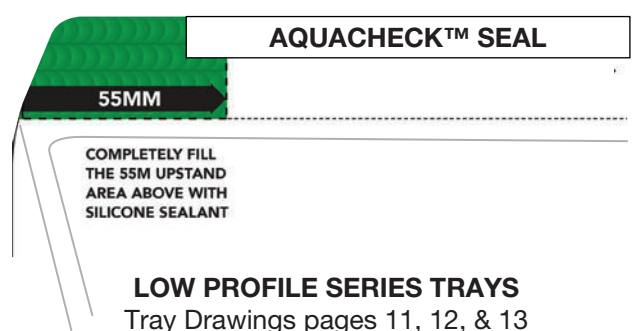 AQUACHECK™ SEAL
55MM
COMPLETELY FILL
THE 55M UPSTAND
AREA ABOVE WITH
SILICONE SEALANT
LOW PROFILE SERIES TRAYS
Tray Drawings pages 11, 12, & 13